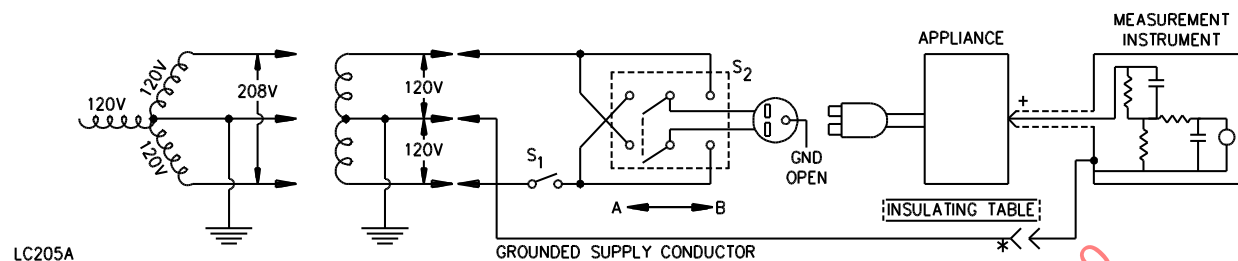 MEASUREMENT
INSTRUMENT
APPLIANCE
120V
120V
120V
208V
120V
120V
S1
S2
GND
OPEN
+
A
B
INSULATING TABLE
*
GROUNDED SUPPLY CONDUCTOR
LC205A